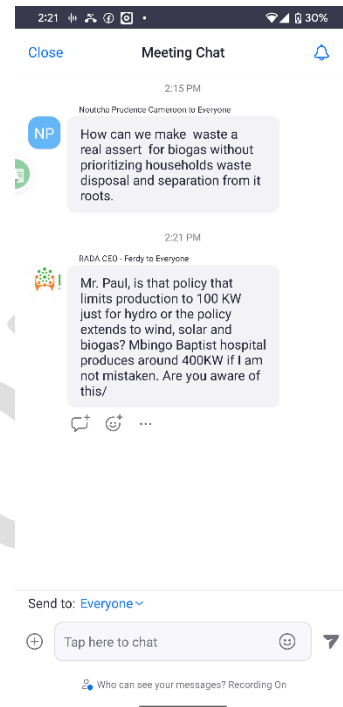 2:21
30%
Close
Meeting Chat
2:15 PM
Noutcha Prudence Cameroon to Everyone
NP
How can we make waste a
real assert for biogas without
prioritizing households waste
disposal and separation from it
roots.
2:21 PM
RADA CEO - Ferdy to Everyone
Mr. Paul, is that policy that
limits production to 100 KW
just for hydro or the policy
extends to wind, solar and
biogas? Mbingo Baptist hospital
produces around 400KW if I am
not mistaken. Are you aware of
this/
Send to: Everyone
Tap here to chat
Who can see your messages? Recording On